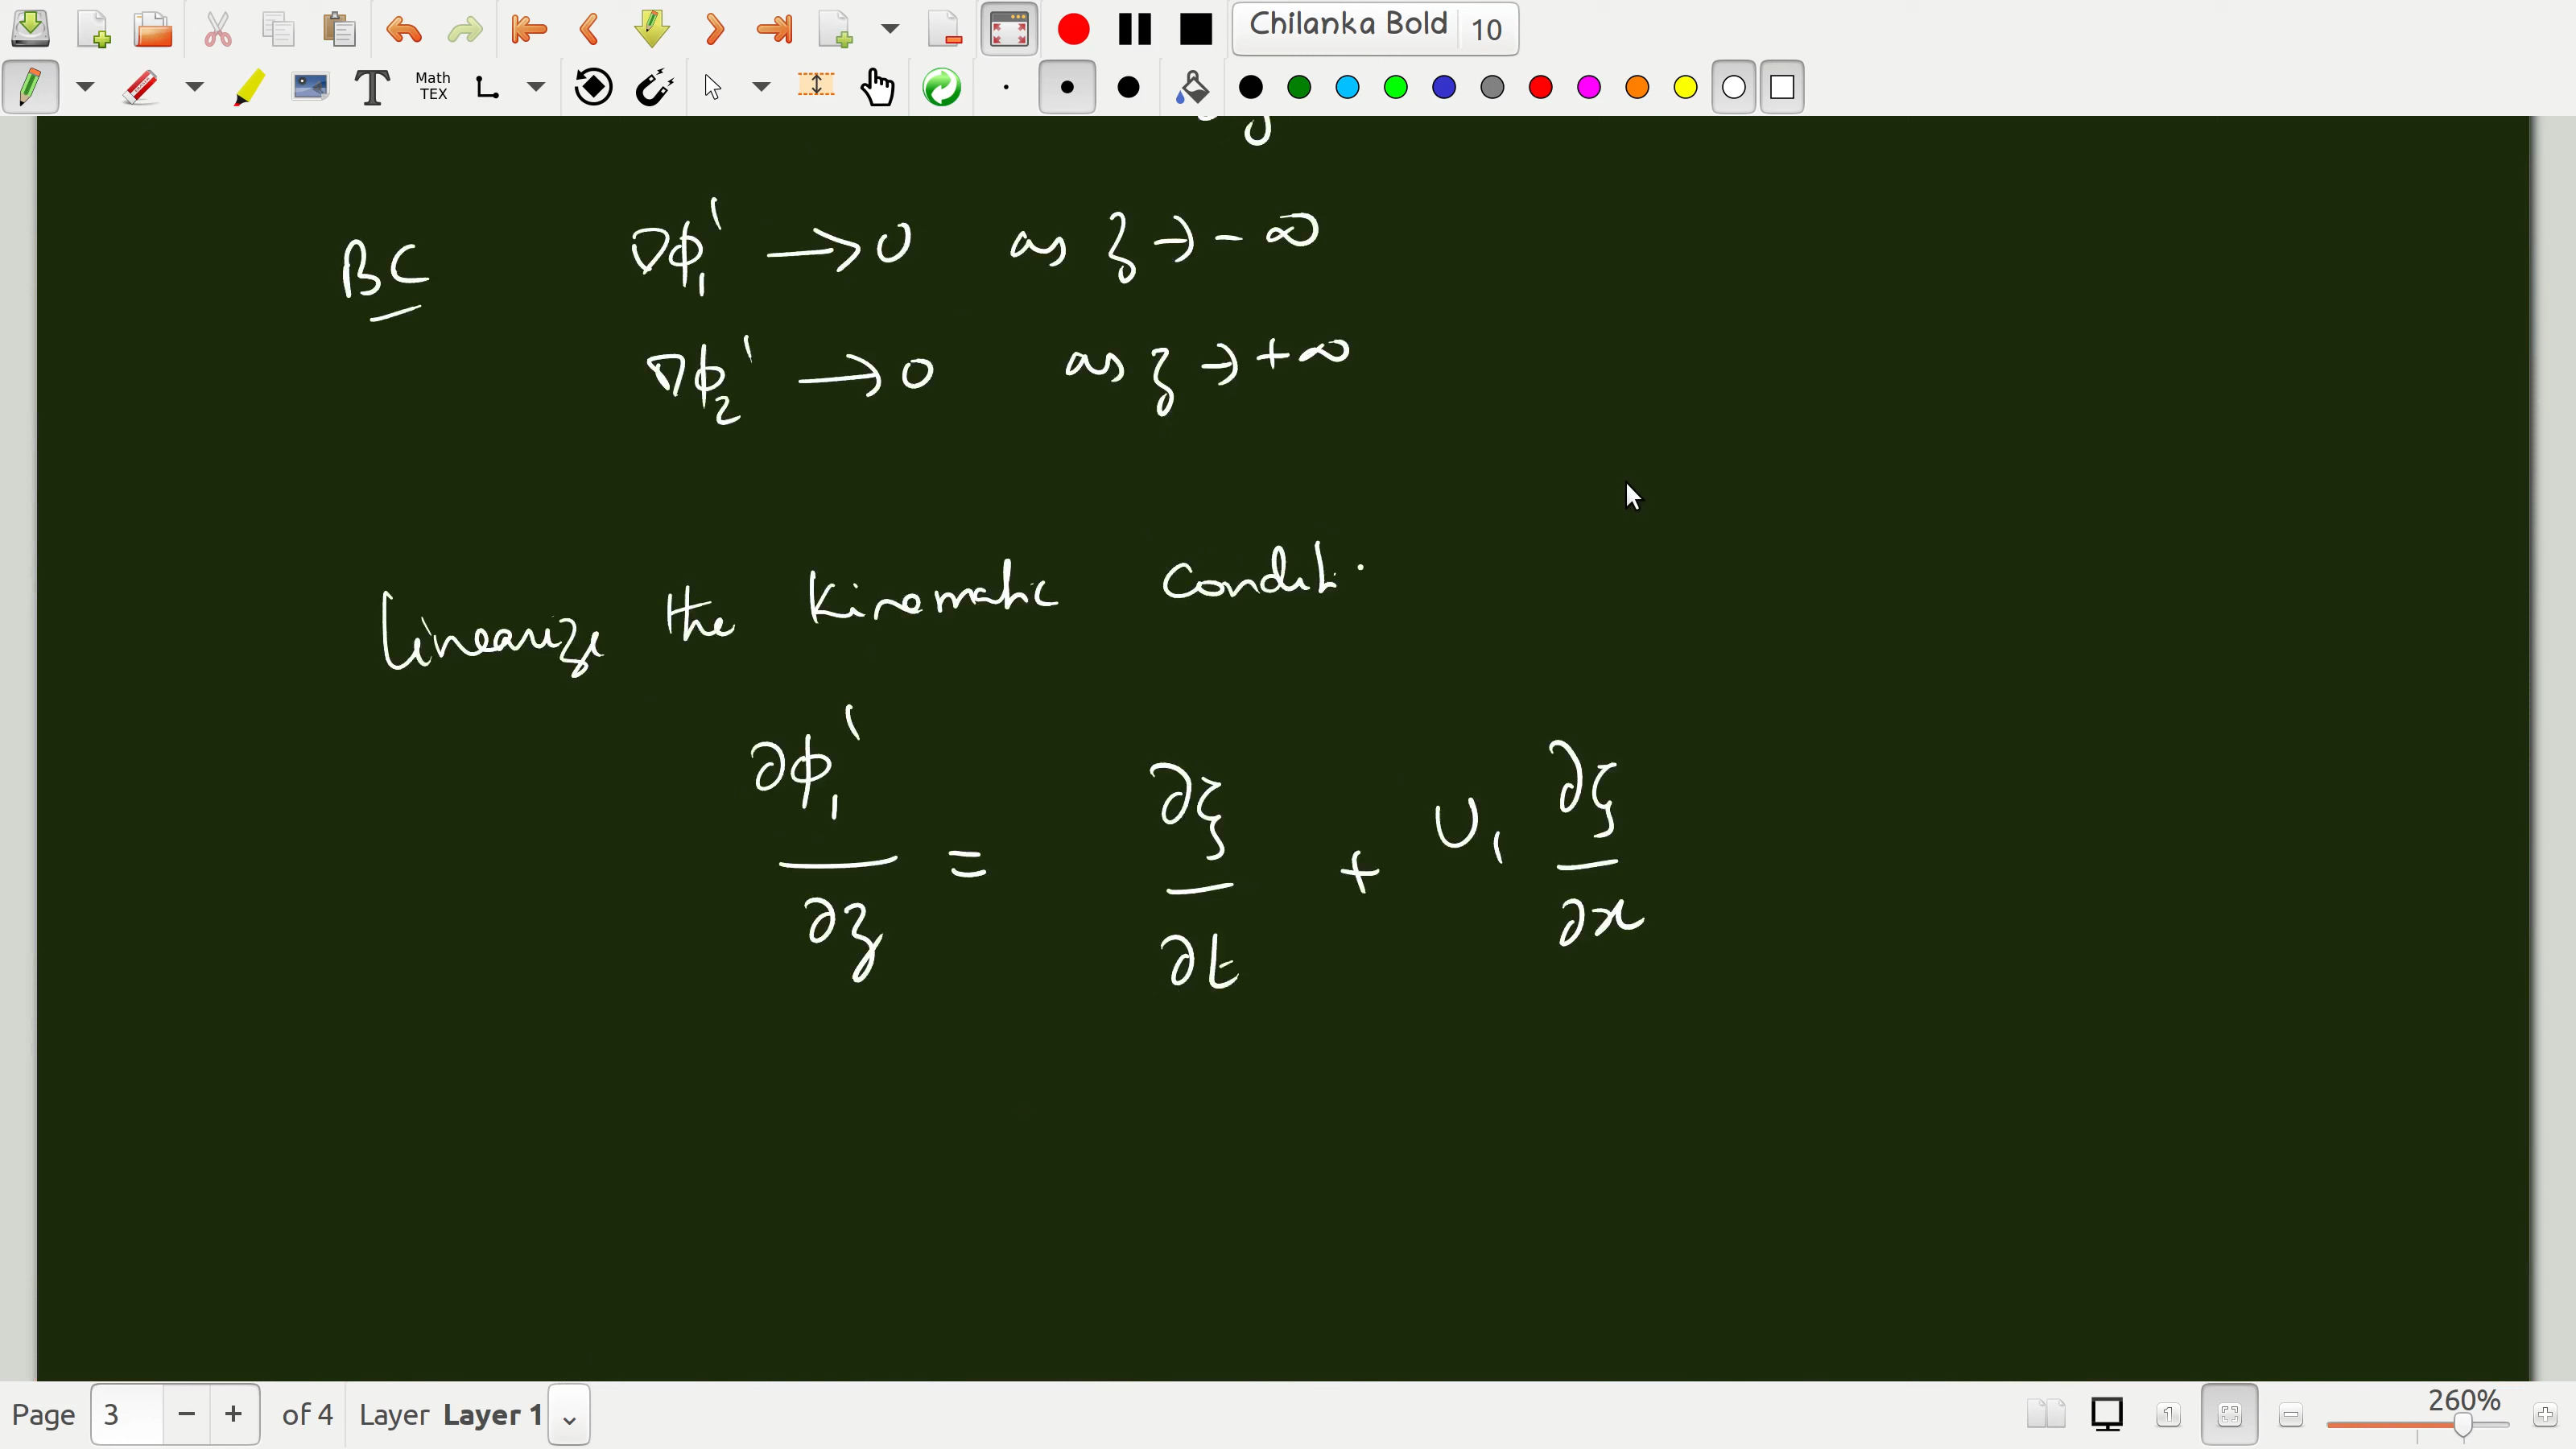 Chilanka Bold 10
Math
TEX
BC ∇ϕ₁' → 0 as z → - ∞
∇ϕ₂' → 0 as z → + ∞
Linearize the kinematic conditi.
∂ϕ₁'/∂z = ∂ζ/∂t + U₁ ∂ζ/∂x
Page 3 − + of 4 Layer Layer 1 260%